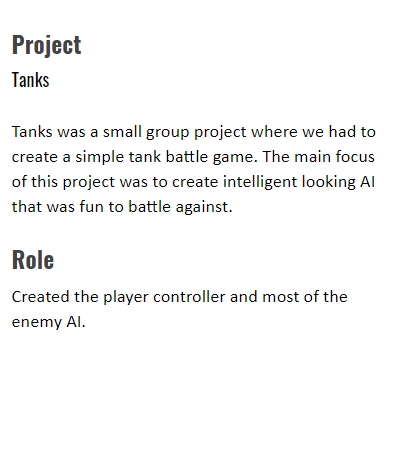 Project
Tanks
Tanks was a small group project where we had to
create a simple tank battle game. The main focus
of this project was to create intelligent looking AI
that was fun to battle against.
Role
Created the player controller and most of the
enemy AI.